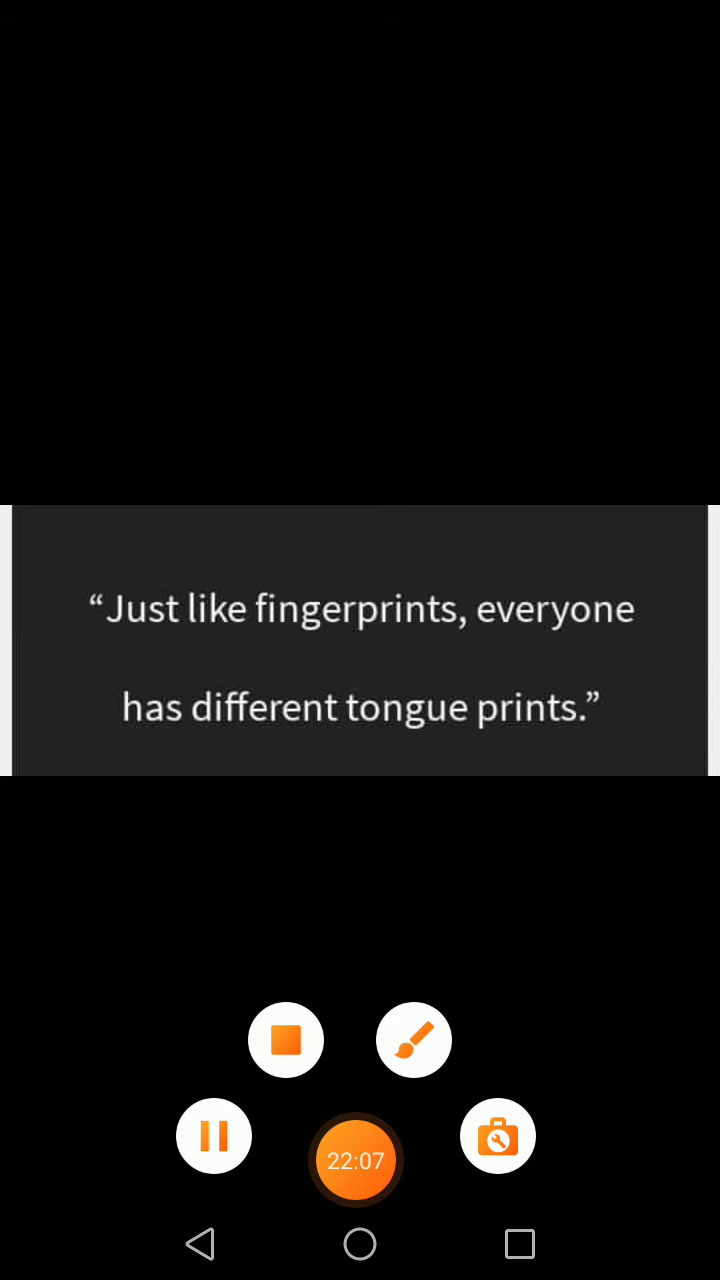 “Just like fingerprints, everyone
has different tongue prints.”
22:07